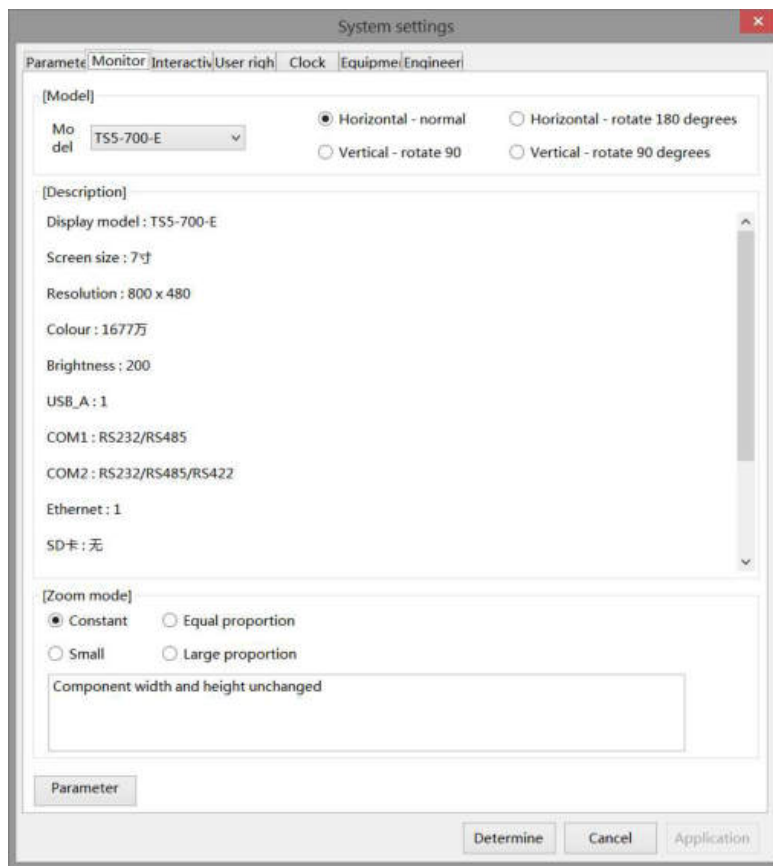 System settings
Paramete Monitor Interactiv User righ Clock Equipmei Engineeri
[Model]
Mo
del
TS5-700-E
Horizontal - normal
Horizontal - rotate 180 degrees
Vertical - rotate 90
Vertical - rotate 90 degrees
[Description]
Display model : TS5-700-E
Screen size : 7寸
Resolution : 800 x 480
Colour : 1677万
Brightness : 200
USB_A : 1
COM1 : RS232/RS485
COM2 : RS232/RS485/RS422
Ethernet : 1
SD卡 : 无
[Zoom mode]
Constant Equal proportion
Small Large proportion
Component width and height unchanged
Parameter
Determine Cancel Application